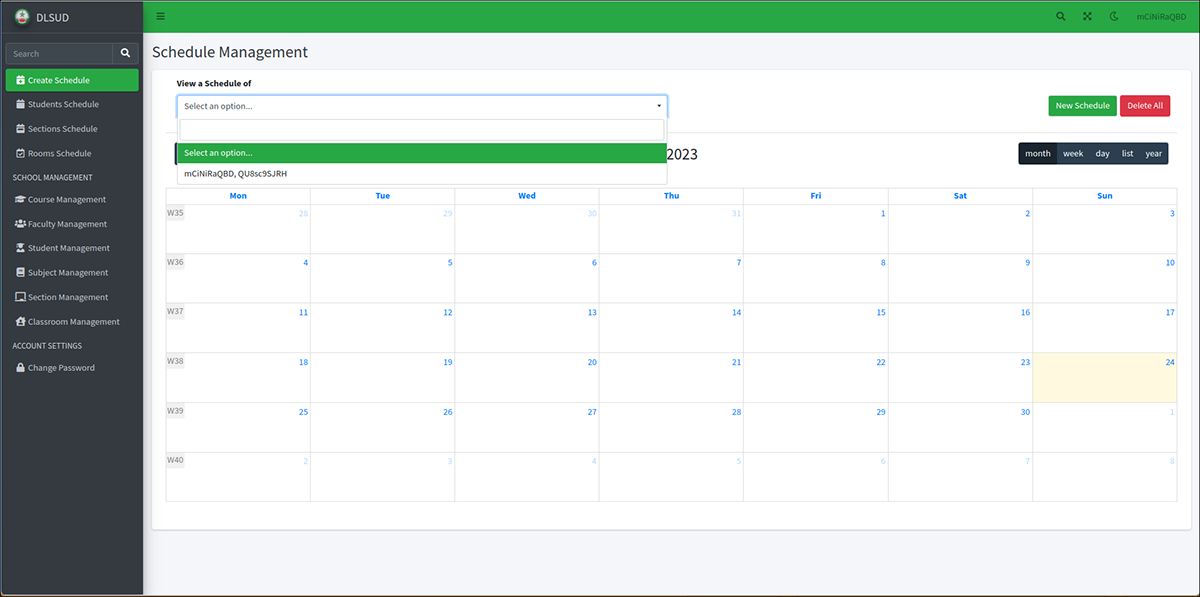 DLSUD
mCiNiRaQBD
Schedule Management
Search
Create Schedule
Students Schedule
Sections Schedule
Rooms Schedule
SCHOOL MANAGEMENT
Course Management
Faculty Management
Student Management
Subject Management
Section Management
Classroom Management
ACCOUNT SETTINGS
Change Password
View a Schedule of
Select an option...
New Schedule Delete All
Select an option...
mCiNiRaQBD, QU8sc9SJRH
2023
month week day list year
Mon Tue Wed Thu Fri Sat Sun
W35 28 29 30 31 1 2 3
W36 4 5 6 7 8 9 10
W37 11 12 13 14 15 16 17
W38 18 19 20 21 22 23 24
W39 25 26 27 28 29 30 1
W40 2 3 4 5 6 7 8